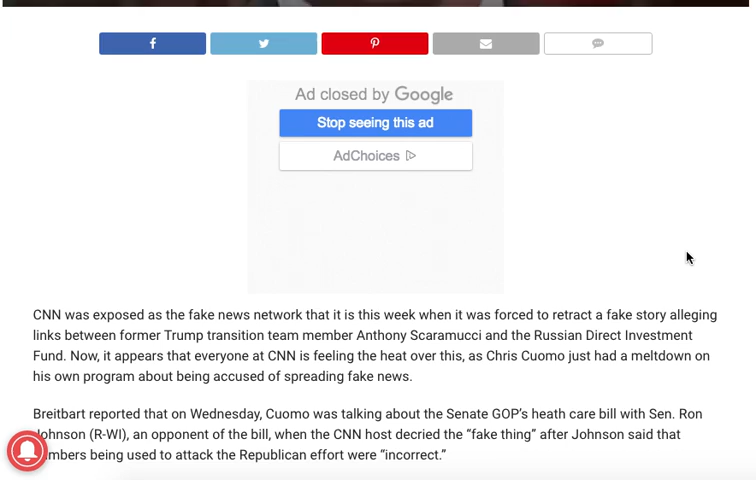 Ad closed by Google
Stop seeing this ad
AdChoices
CNN was exposed as the fake news network that it is this week when it was forced to retract a fake story alleging
links between former Trump transition team member Anthony Scaramucci and the Russian Direct Investment
Fund. Now, it appears that everyone at CNN is feeling the heat over this, as Chris Cuomo just had a meltdown on
his own program about being accused of spreading fake news.
Breitbart reported that on Wednesday, Cuomo was talking about the Senate GOP's heath care bill with Sen. Ron
Johnson (R-WI), an opponent of the bill, when the CNN host decried the “fake thing” after Johnson said that
numbers being used to attack the Republican effort were “incorrect.”